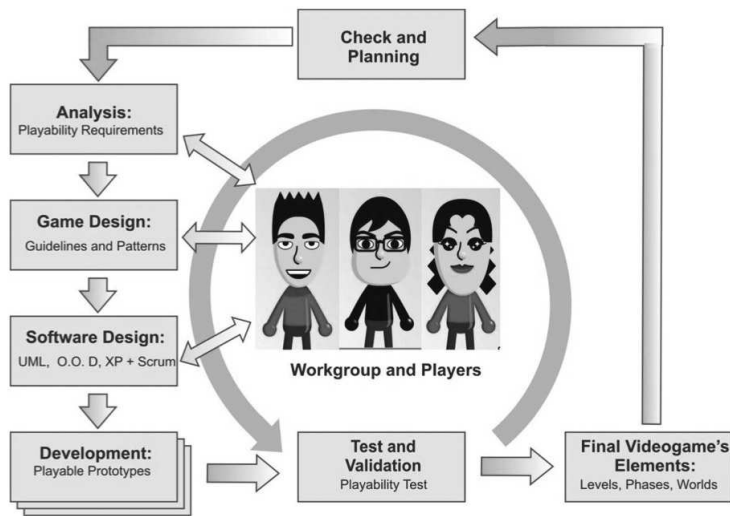 Check and
Planning
Analysis:
Playability Requirements
Game Design:
Guidelines and Patterns
Software Design:
UML, O.O. D, XP + Scrum
Workgroup and Players
Development:
Playable Prototypes
Test and
Validation
Playability Test
Final Videogame's
Elements:
Levels, Phases, Worlds